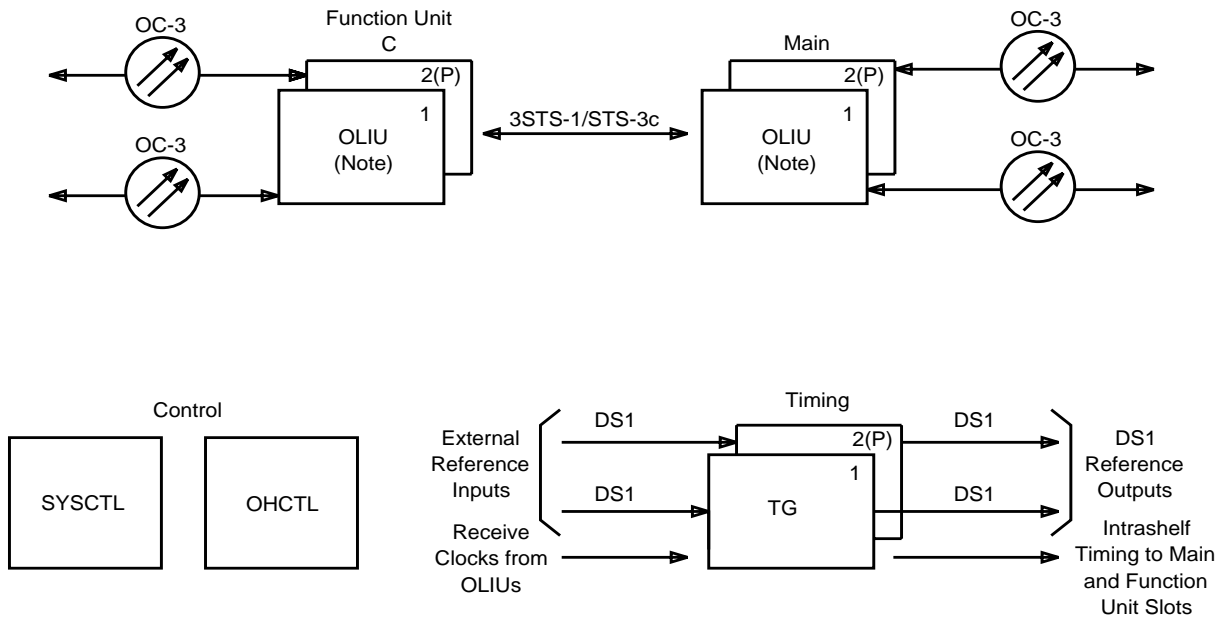 OC-3
Function Unit
C
2(P)
1
OLIU
(Note)
OC-3
3STS-1/STS-3c
Main
2(P)
1
OLIU
(Note)
OC-3
OC-3
Control
SYSCTL
OHCTL
Timing
External
Reference
Inputs
DS1
DS1
Receive
Clocks from
OLIUs
2(P)
1
TG
DS1
DS1
DS1
Reference
Outputs
Intrashelf
Timing to Main
and Function
Unit Slots